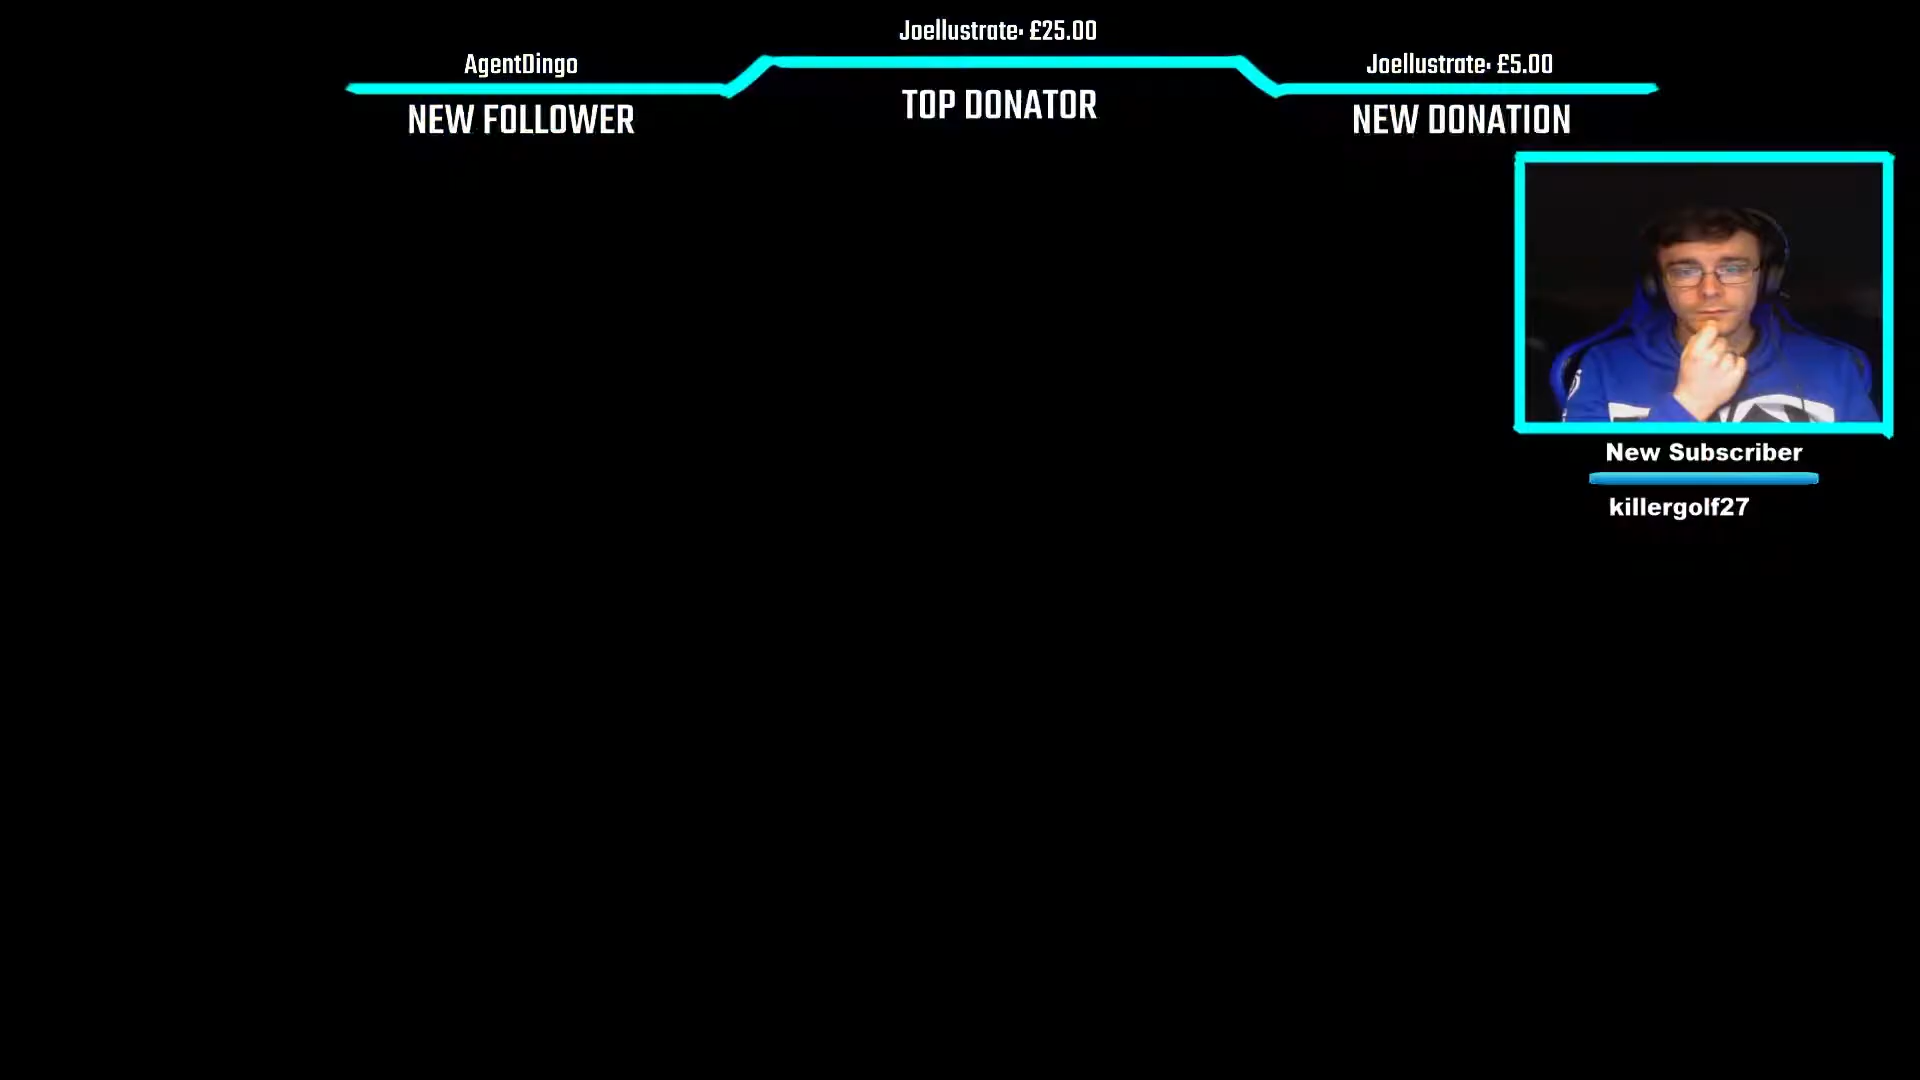 Joellustrate: £25.00
AgentDingo
Joellustrate: £5.00
TOP DONATOR
NEW FOLLOWER
NEW DONATION
New Subscriber
killergolf27